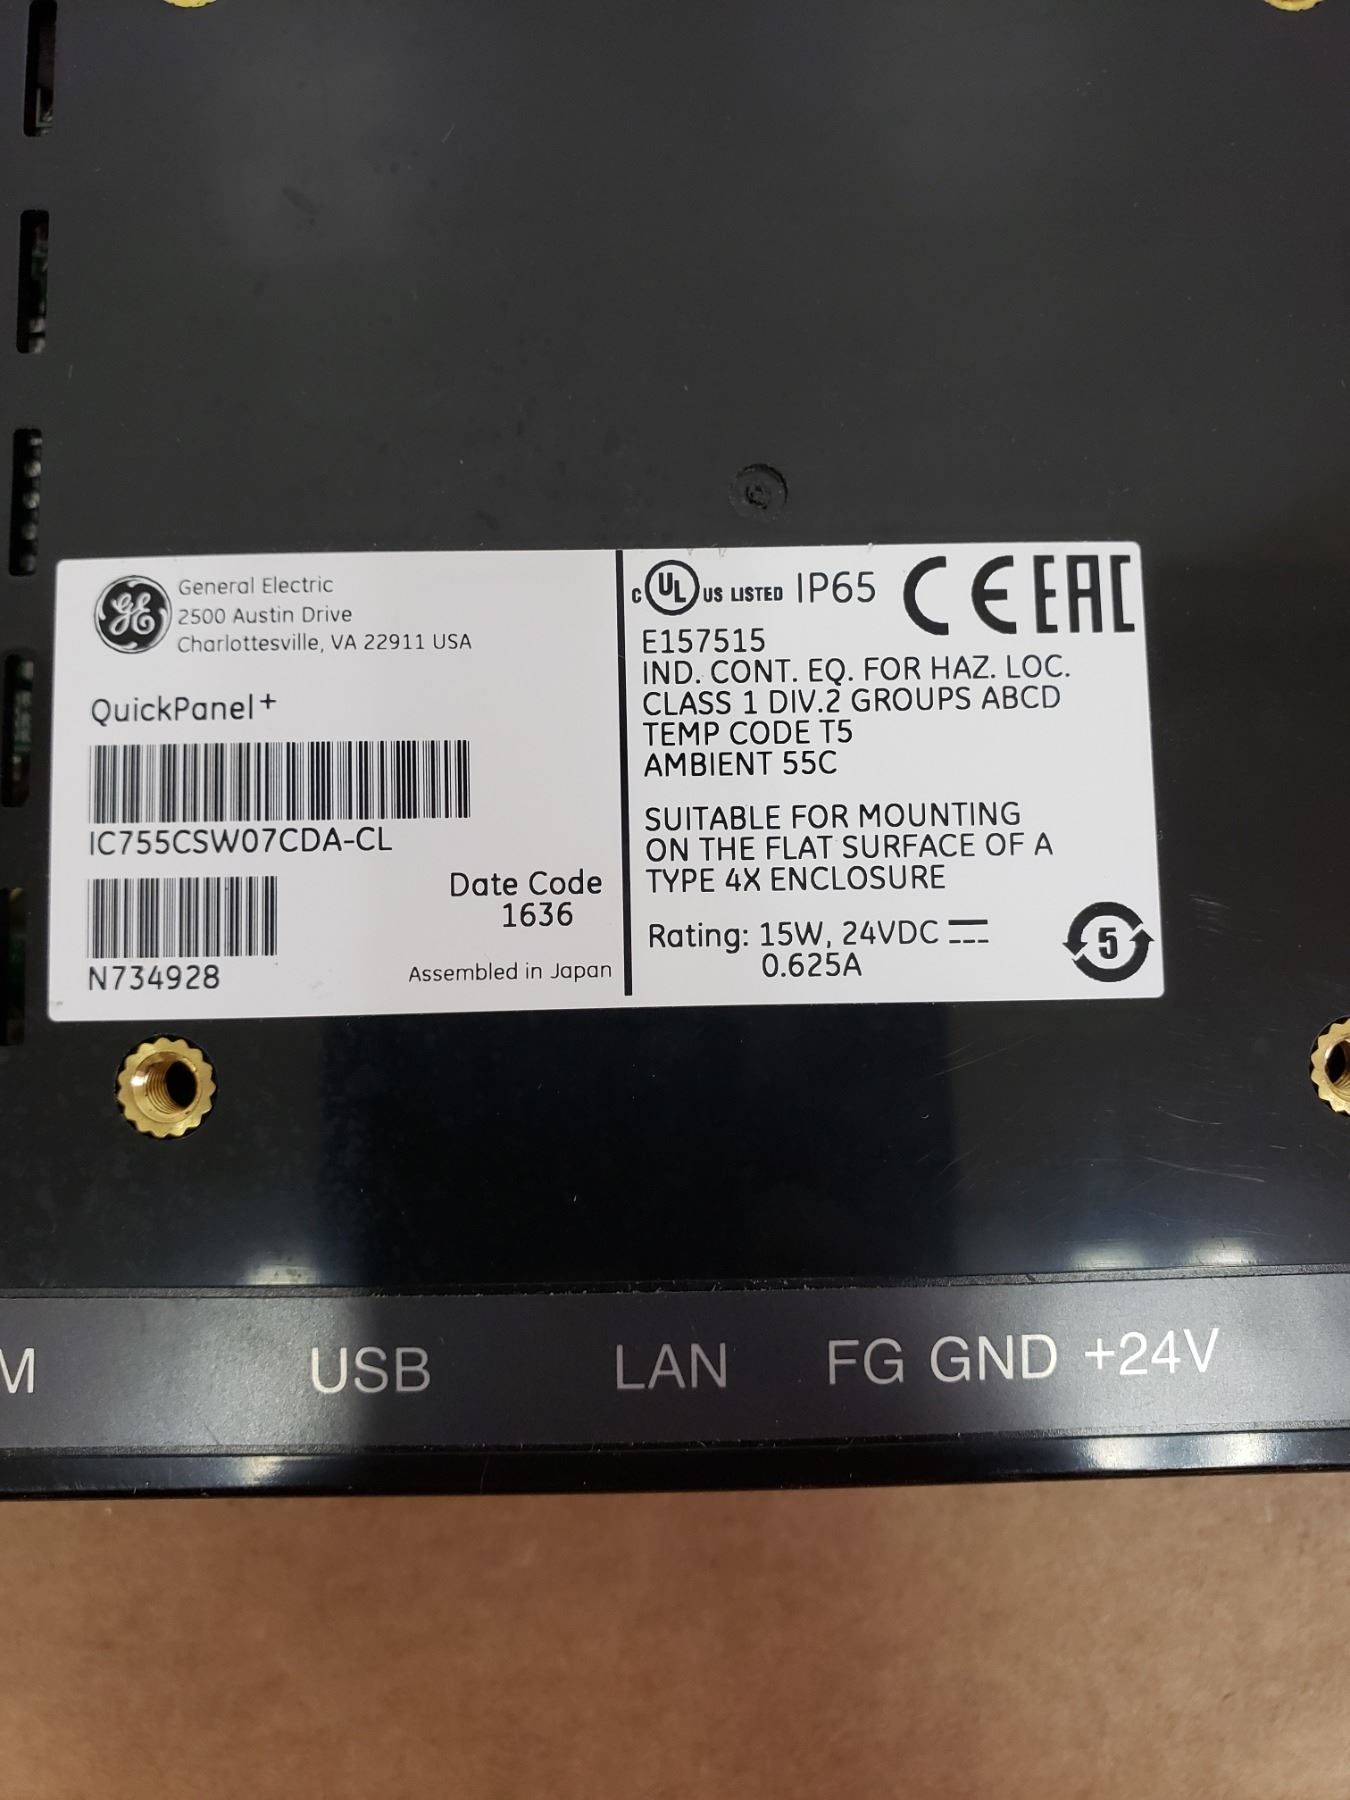 GE
General Electric
2500 Austin Drive
Charlottesville, VA 22911 USA
QuickPanel+
IC755CSW07CDA-CL
Date Code
1636
N734928
Assembled in Japan
C UL US LISTED IP65 CE EAC
E157515
IND. CONT. EQ. FOR HAZ. LOC.
CLASS 1 DIV.2 GROUPS ABCD
TEMP CODE T5
AMBIENT 55C
SUITABLE FOR MOUNTING
ON THE FLAT SURFACE OF A
TYPE 4X ENCLOSURE
Rating: 15W, 24VDC
0.625A
5
M USB LAN FG GND +24V